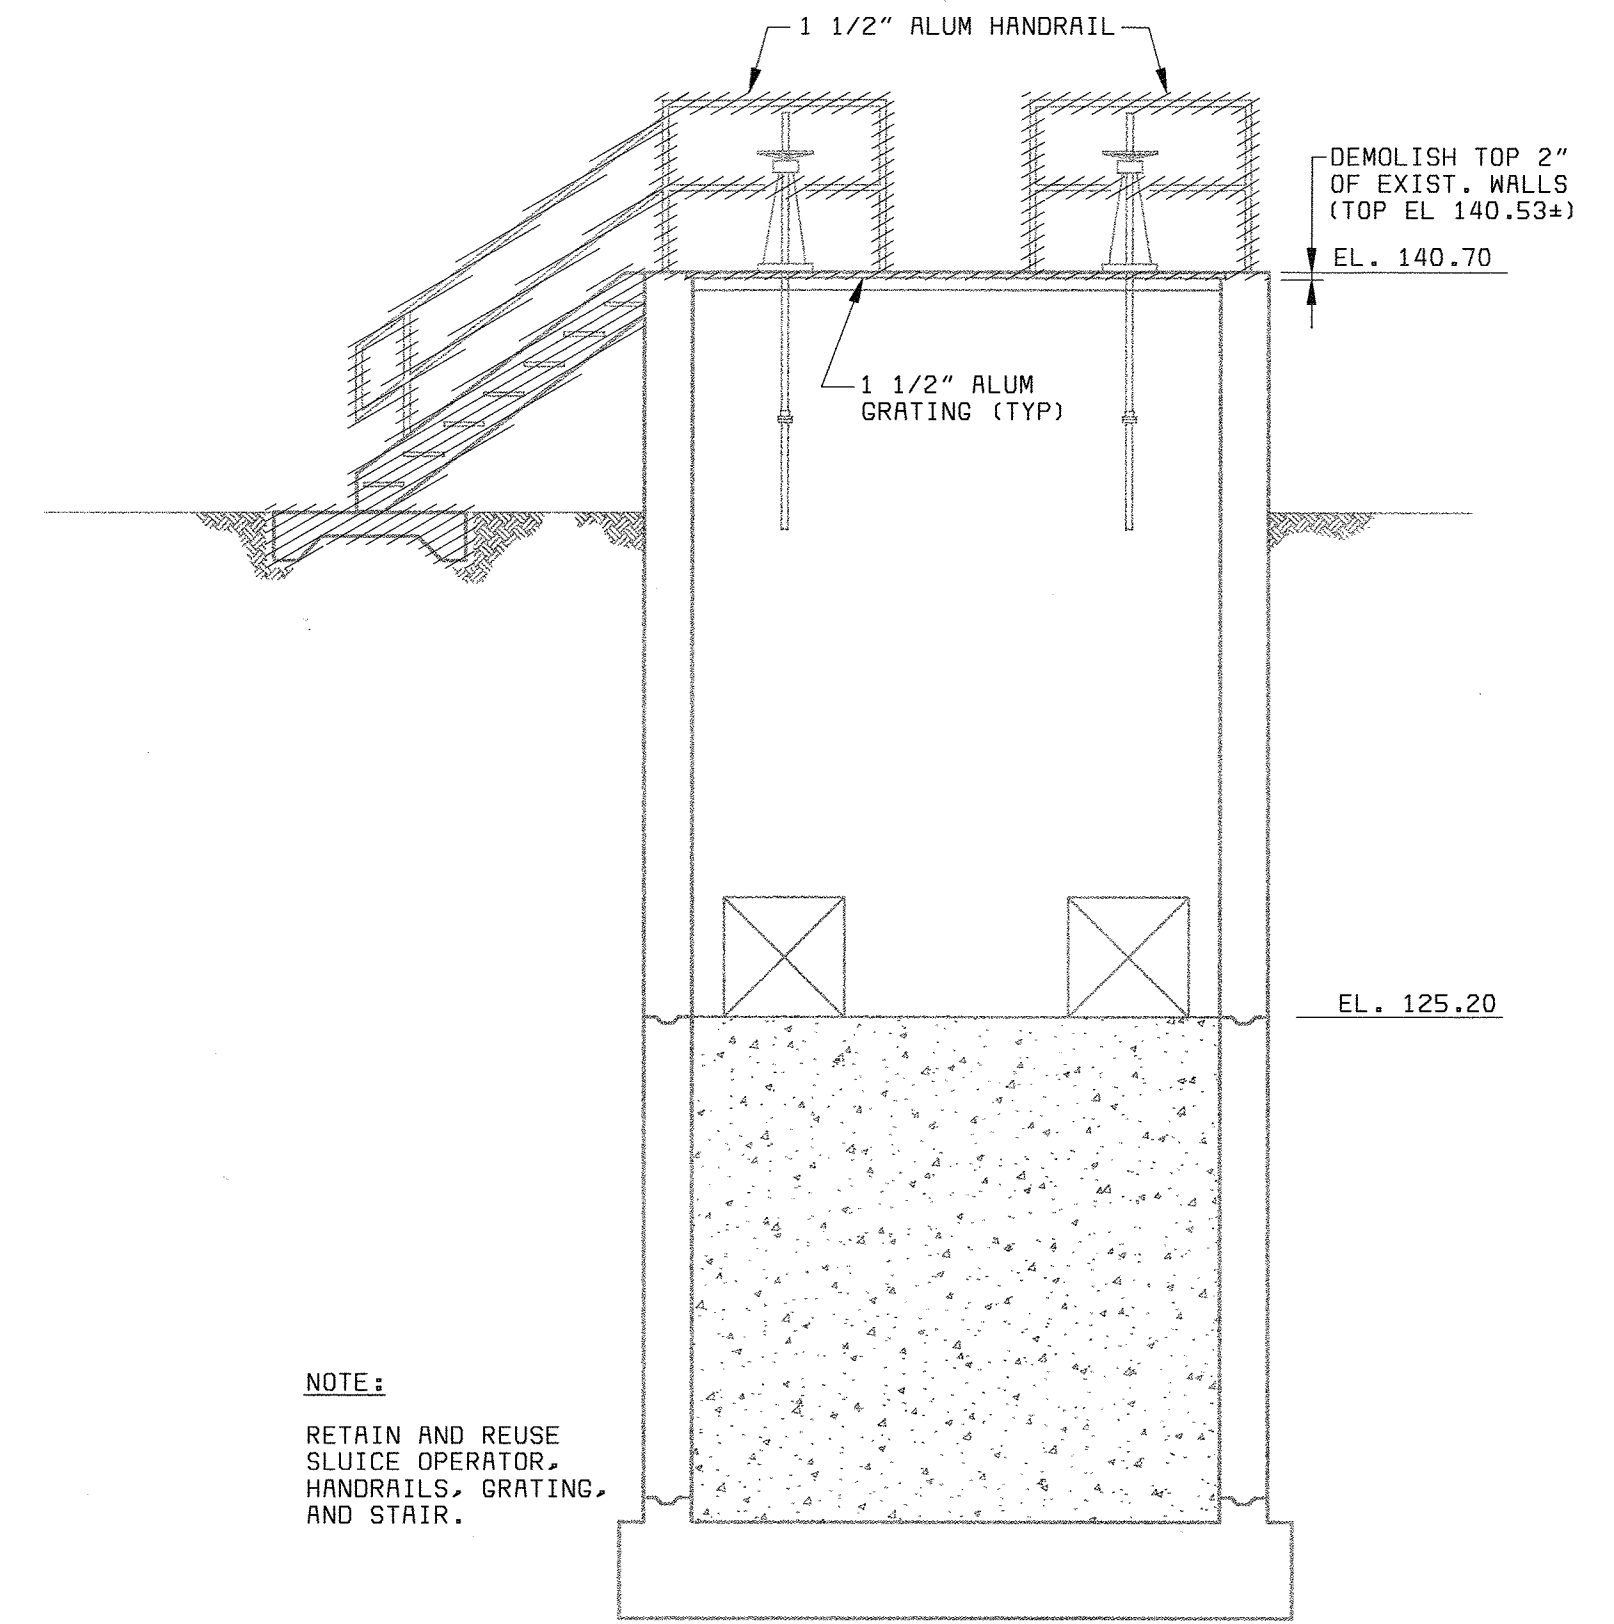 1 1/2" ALUM HANDRAIL
DEMOLISH TOP 2"
OF EXIST. WALLS
(TOP EL 140.53±)
EL. 140.70
1 1/2" ALUM
GRATING (TYP)
EL. 125.20
NOTE:
RETAIN AND REUSE
SLUICE OPERATOR,
HANDRAILS, GRATING,
AND STAIR.